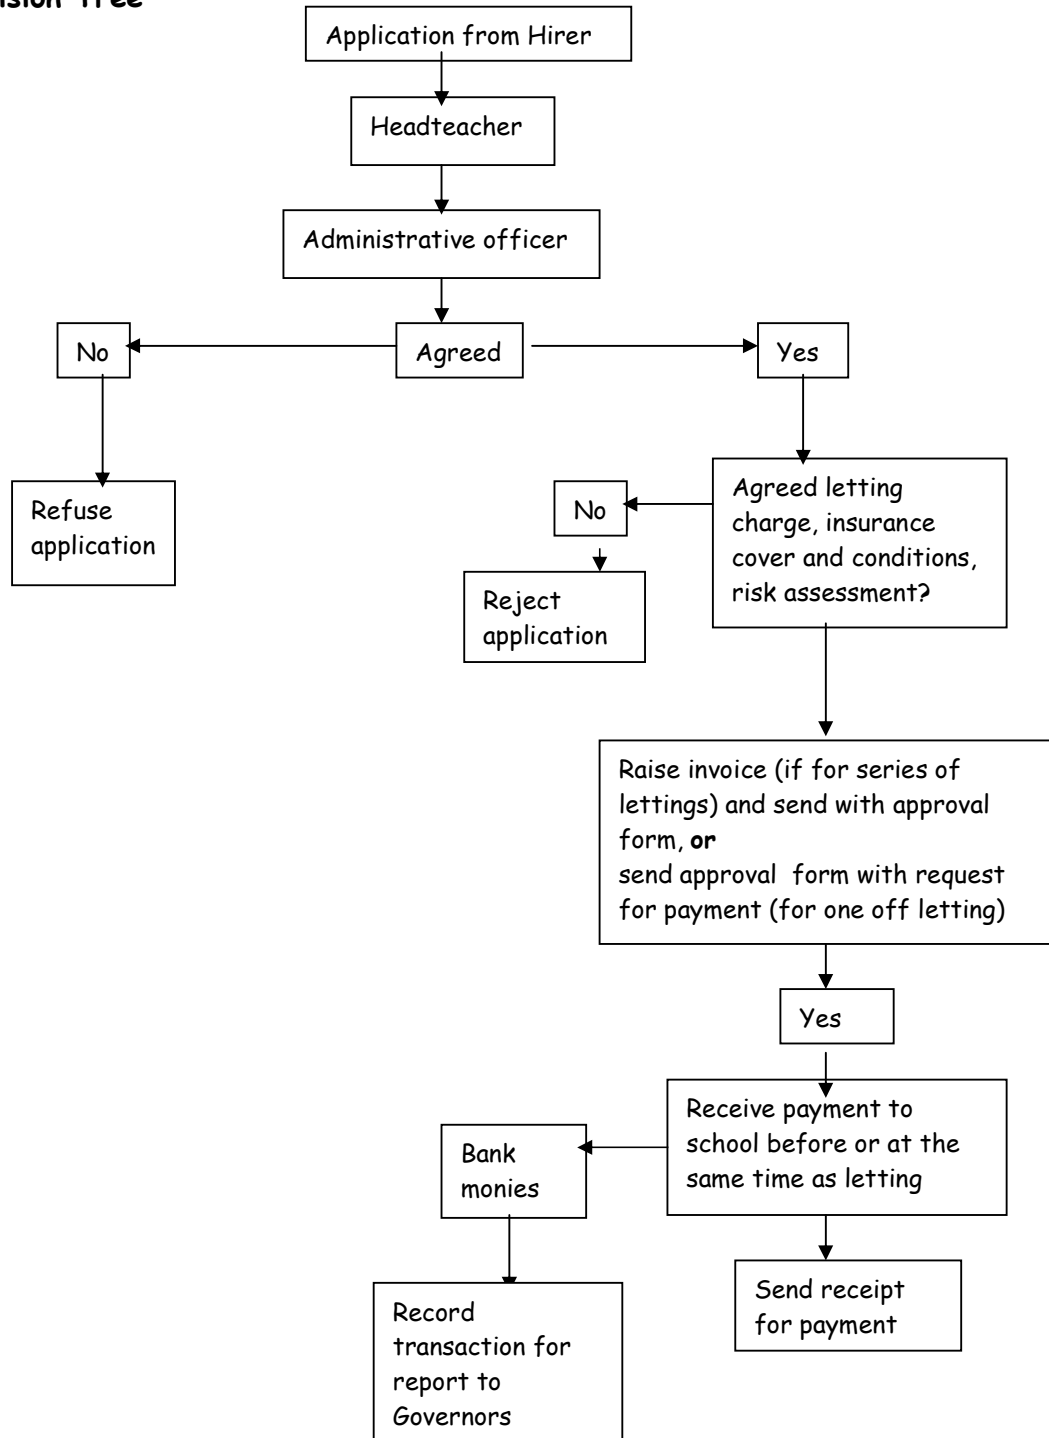 Tree
Application from Hirer
Headteacher
Administrative officer
No
Agreed
Yes
Refuse
application
No
Agreed letting
charge, insurance
cover and conditions,
risk assessment?
Reject
application
Raise invoice (if for series of
lettings) and send with approval
form, or
send approval  form with request
for payment (for one off letting)
Yes
Receive payment to
school before or at the
same time as letting
Bank
monies
Send receipt
for payment
Record
transaction for
report to
Governors